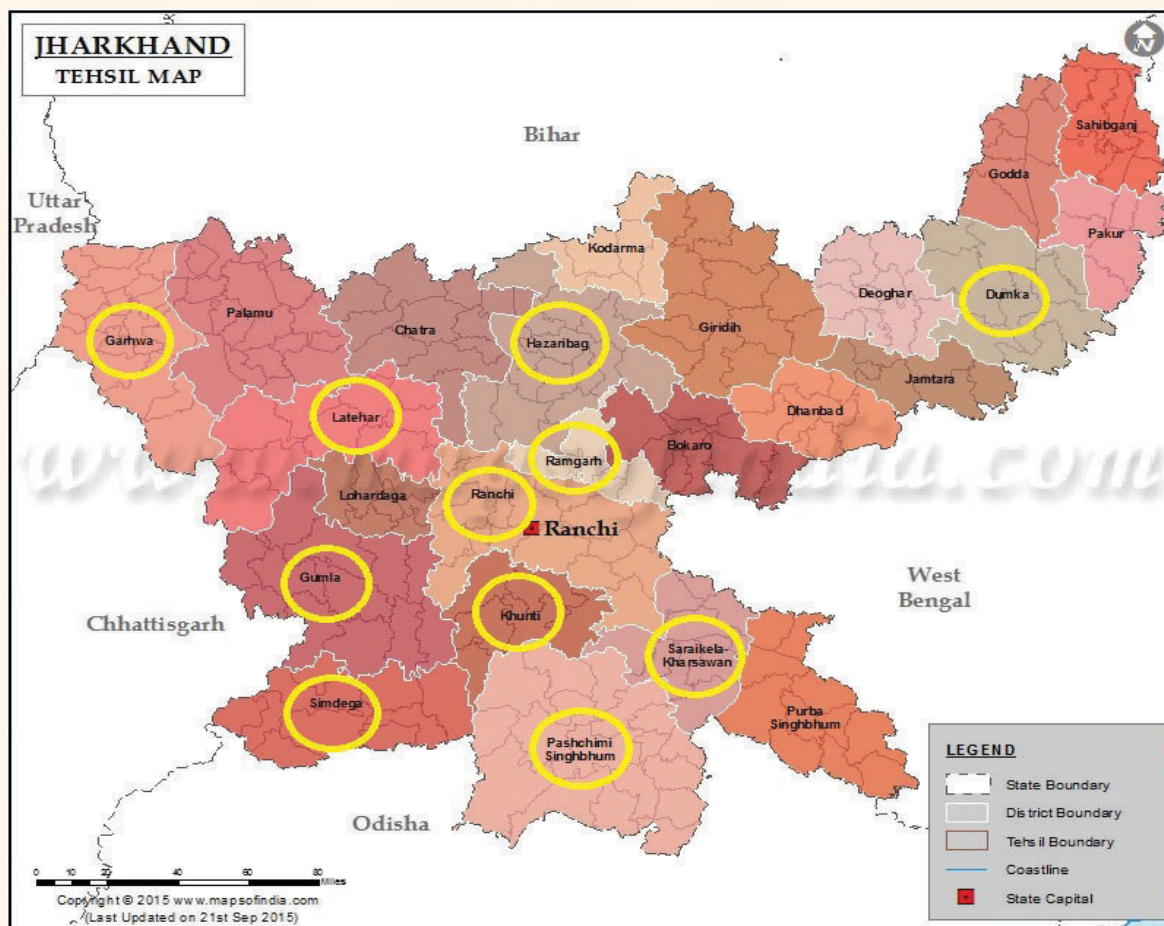 JHARKHAND
TEHSIL MAP
N
Bihar
Uttar
Pradesh
Sahibganj
Godda
Pakur
Kodarma
Deoghar
Dumka
Palamu
Garhwa
Chatra
Hazaribag
Giridih
Jamtara
Latehar
Dhanbad
Bokaro
Ramgarh
Lohardaga
Ranchi
Ranchi
Gumla
Khunti
West
Bengal
Chhattisgarh
Saraikela-
Kharsawan
Simdega
Purba
Singhbhum
Pashchimi
Singhbhum
Odisha
LEGEND
State Boundary
District Boundary
Tehsil Boundary
Coastline
State Capital
0 20 40 60 80
Miles
Copyright © 2015 www.mapsofindia.com
(Last Updated on 21st Sep 2015)